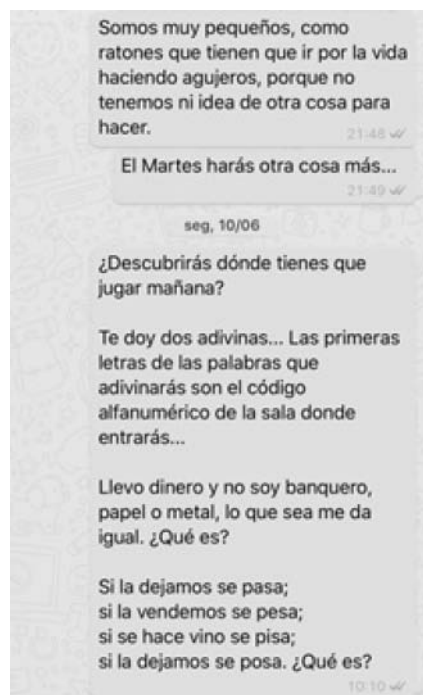 Somos muy pequeños, como
ratones que tienen que ir por la vida
haciendo agujeros, porque no
tenemos ni idea de otra cosa para
hacer.
21:48
El Martes harás otra cosa más...
21:49
seg, 10/06
¿Descubrirás dónde tienes que
jugar mañana?
Te doy dos adivinas... Las primeras
letras de las palabras que
adivinarás son el código
alfanumérico de la sala donde
entrarás...
Llevo dinero y no soy banquero,
papel o metal, lo que sea me da
igual. ¿Qué es?
Si la dejamos se pasa;
si la vendemos se pesa;
si se hace vino se pisa;
si la dejamos se posa. ¿Qué es?
10:10